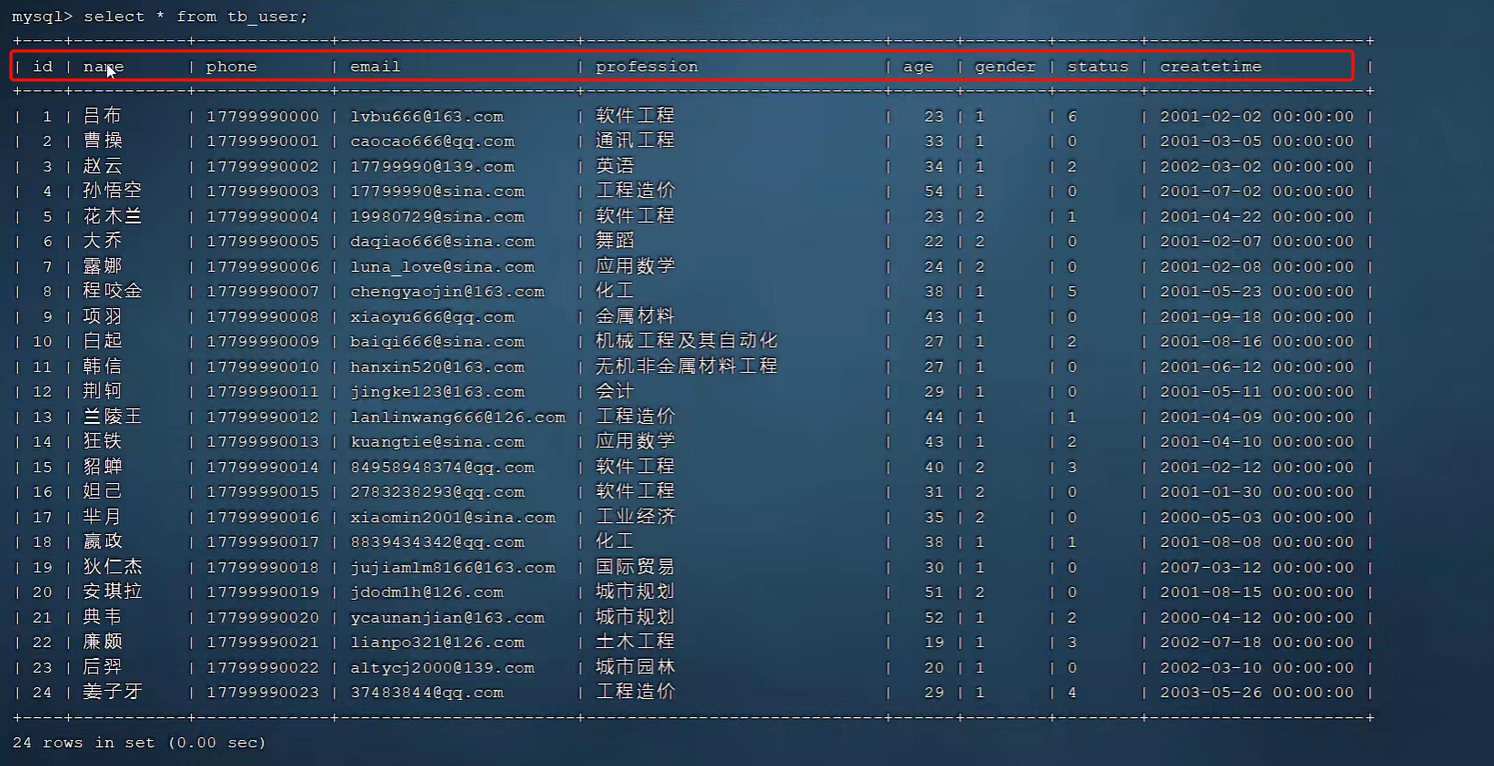 mysql> select * from tb_user;
+----+-----------+-------------+-----------------------+-----------------------------+------+--------+--------+---------------------+
| id | name | phone | email | profession | age | gender | status | createtime |
+----+-----------+-------------+-----------------------+-----------------------------+------+--------+--------+---------------------+
| 1 | 吕布 | 17799990000 | lvbu666@163.com | 软件工程 | 23 | 1 | 6 | 2001-02-02 00:00:00 |
| 2 | 曹操 | 17799990001 | caocao666@qq.com | 通讯工程 | 33 | 1 | 0 | 2001-03-05 00:00:00 |
| 3 | 赵云 | 17799990002 | 17799990@139.com | 英语 | 34 | 1 | 2 | 2002-03-02 00:00:00 |
| 4 | 孙悟空 | 17799990003 | 17799990@sina.com | 工程造价 | 54 | 1 | 0 | 2001-07-02 00:00:00 |
| 5 | 花木兰 | 17799990004 | 19980729@sina.com | 软件工程 | 23 | 2 | 1 | 2001-04-22 00:00:00 |
| 6 | 大乔 | 17799990005 | daqiao666@sina.com | 舞蹈 | 22 | 2 | 0 | 2001-02-07 00:00:00 |
| 7 | 露娜 | 17799990006 | luna_love@sina.com | 应用数学 | 24 | 2 | 0 | 2001-02-08 00:00:00 |
| 8 | 程咬金 | 17799990007 | chengyaojin@163.com | 化工 | 38 | 1 | 5 | 2001-05-23 00:00:00 |
| 9 | 项羽 | 17799990008 | xiaoyu666@qq.com | 金属材料 | 43 | 1 | 0 | 2001-09-18 00:00:00 |
| 10 | 白起 | 17799990009 | baiqi666@sina.com | 机械工程及其自动化 | 27 | 1 | 2 | 2001-08-16 00:00:00 |
| 11 | 韩信 | 17799990010 | hanxin520@163.com | 无机非金属材料工程 | 27 | 1 | 0 | 2001-06-12 00:00:00 |
| 12 | 荆轲 | 17799990011 | jingke123@163.com | 会计 | 29 | 1 | 0 | 2001-05-11 00:00:00 |
| 13 | 兰陵王 | 17799990012 | lanlinwang666@126.com | 工程造价 | 44 | 1 | 1 | 2001-04-09 00:00:00 |
| 14 | 狂铁 | 17799990013 | kuangtie@sina.com | 应用数学 | 43 | 1 | 2 | 2001-04-10 00:00:00 |
| 15 | 貂蝉 | 17799990014 | 84958948374@qq.com | 软件工程 | 40 | 2 | 3 | 2001-02-12 00:00:00 |
| 16 | 妲己 | 17799990015 | 2783238293@qq.com | 软件工程 | 31 | 2 | 0 | 2001-01-30 00:00:00 |
| 17 | 芈月 | 17799990016 | xiaomin2001@sina.com | 工业经济 | 35 | 2 | 0 | 2000-05-03 00:00:00 |
| 18 | 嬴政 | 17799990017 | 8839434342@qq.com | 化工 | 38 | 1 | 1 | 2001-08-08 00:00:00 |
| 19 | 狄仁杰 | 17799990018 | jujiamlm8166@163.com | 国际贸易 | 30 | 1 | 0 | 2007-03-12 00:00:00 |
| 20 | 安琪拉 | 17799990019 | jdodm1h@126.com | 城市规划 | 51 | 2 | 0 | 2001-08-15 00:00:00 |
| 21 | 典韦 | 17799990020 | ycaunanjian@163.com | 城市规划 | 52 | 1 | 2 | 2000-04-12 00:00:00 |
| 22 | 廉颇 | 17799990021 | lianpo321@126.com | 土木工程 | 19 | 1 | 3 | 2002-07-18 00:00:00 |
| 23 | 后羿 | 17799990022 | altycj2000@139.com | 城市园林 | 20 | 1 | 0 | 2002-03-10 00:00:00 |
| 24 | 姜子牙 | 17799990023 | 37483844@qq.com | 工程造价 | 29 | 1 | 4 | 2003-05-26 00:00:00 |
+----+-----------+-------------+-----------------------+-----------------------------+------+--------+--------+---------------------+
24 rows in set (0.00 sec)